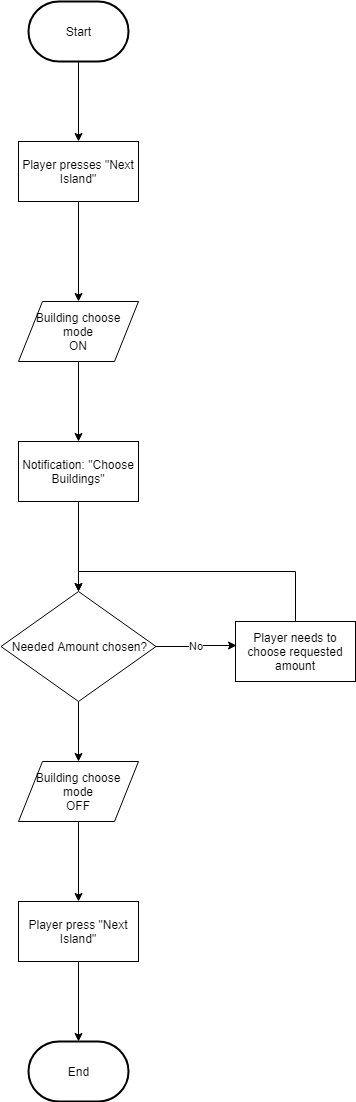 Start
Player presses "Next
Island"
Building choose
mode
ON
Notification: "Choose
Buildings"
Needed Amount chosen?
No
Player needs to
choose requested
amount
Building choose
mode
OFF
Player press "Next
Island"
End